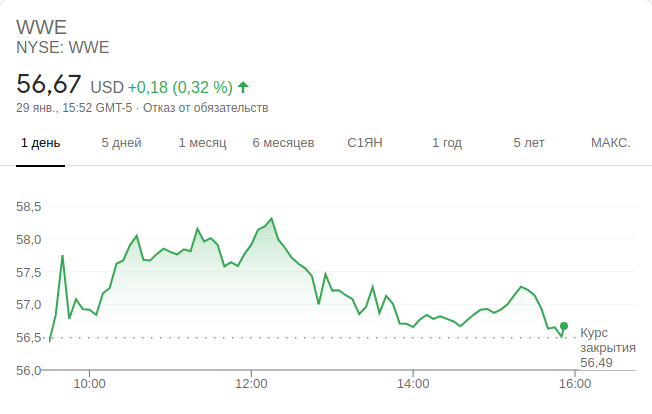 WWE
NYSE: WWE
56,67 USD +0,18 (0,32 %)
29 янв., 15:52 GMT-5 · Отказ от обязательств
1 день 5 дней 1 месяц 6 месяцев С1ЯН 1 год 5 лет МАКС.
58,5
58,0
57,5
57,0
56,5
56,0
Курс
закрытия
56,49
10:00 12:00 14:00 16:00